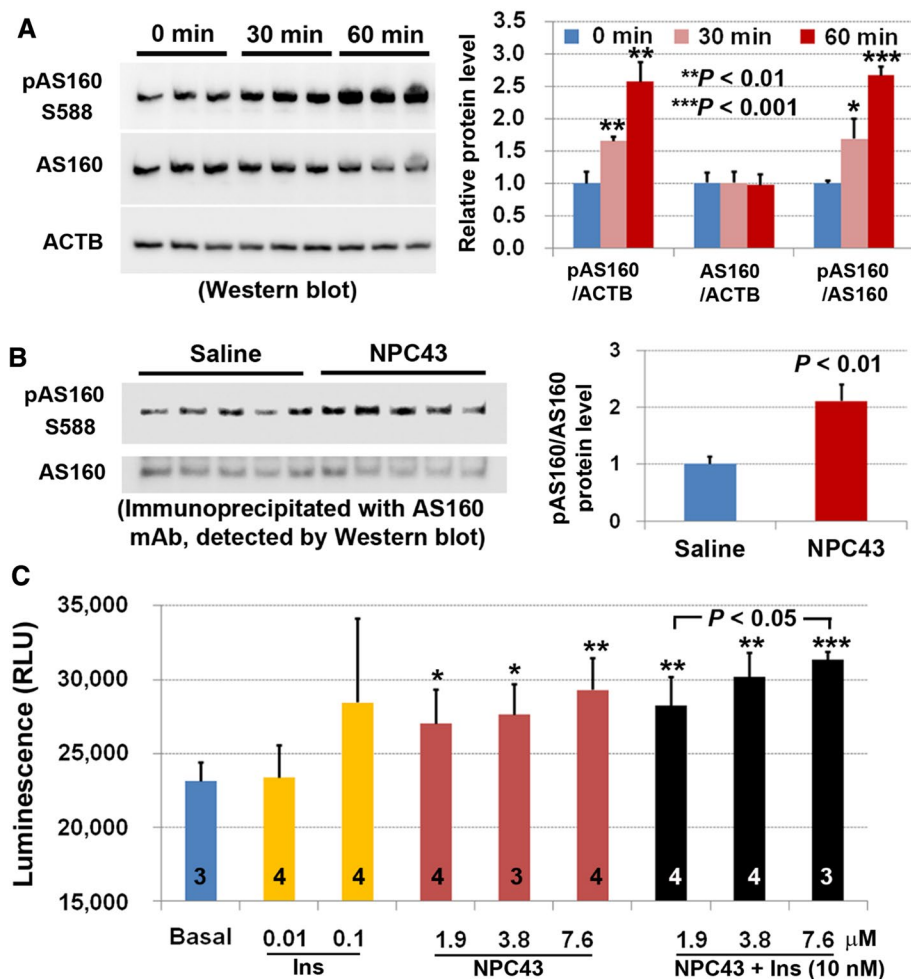 A
0 min 30 min 60 min
pAS160
S588
AS160
ACTB
(Western blot)
Relative protein level
3.5
3.0
2.5
2.0
1.5
1.0
0.5
0.0
0 min 30 min 60 min
**P < 0.01
***P < 0.001
** ** * ***
pAS160
/ACTB
AS160
/ACTB
pAS160
/AS160
B
Saline NPC43
pAS160
S588
AS160
(Immunoprecipitated with AS160
mAb, detected by Western blot)
pAS160/AS160
protein level
3
2
1
0
P < 0.01
Saline NPC43
C
Luminescence (RLU)
35,000
30,000
25,000
20,000
15,000
P < 0.05
* * ** ** ** ***
3 4 4 4 3 4 4 4 3
Basal 0.01 0.1 1.9 3.8 7.6 1.9 3.8 7.6 μM
Ins NPC43 NPC43 + Ins (10 nM)